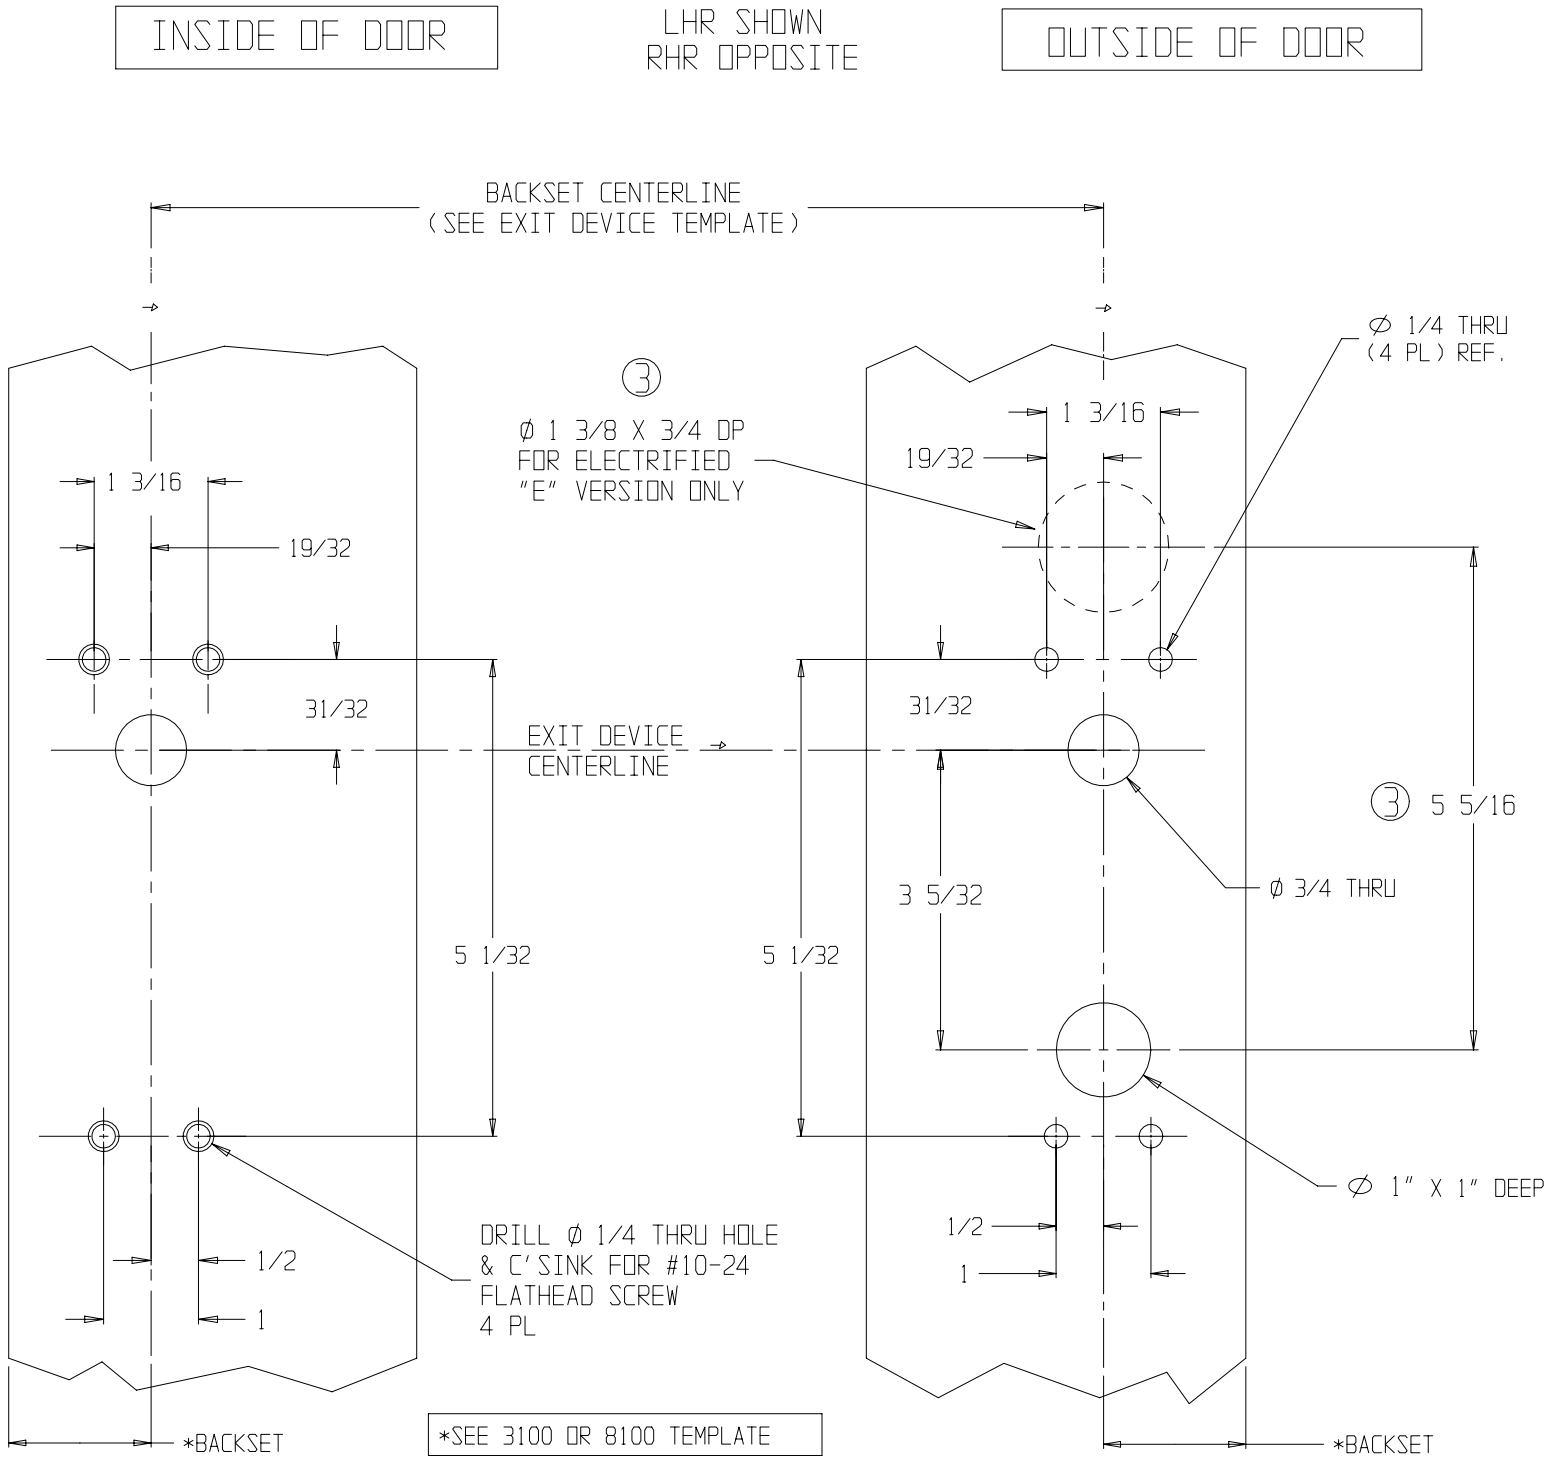 INSIDE OF DOOR
LHR SHOWN
RHR OPPOSITE
OUTSIDE OF DOOR
BACKSET CENTERLINE
(SEE EXIT DEVICE TEMPLATE)
Ø 1/4 THRU
(4 PL) REF.
3
Ø 1 3/8 X 3/4 DP
FOR ELECTRIFIED
"E" VERSION ONLY
1 3/16
19/32
1 3/16
19/32
31/32
31/32
EXIT DEVICE
CENTERLINE
3 5 5/16
3 5/32
Ø 3/4 THRU
5 1/32
5 1/32
Ø 1" X 1" DEEP
DRILL Ø 1/4 THRU HOLE
& C'SINK FOR #10-24
FLATHEAD SCREW
4 PL
1/2
1
1/2
1
*BACKSET
*SEE 3100 OR 8100 TEMPLATE
*BACKSET